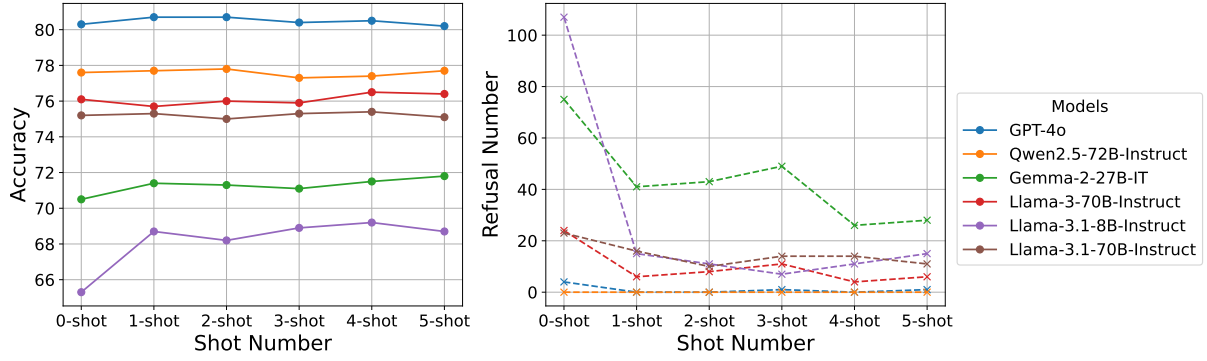 Accuracy
80
78
76
74
72
70
68
66
0-shot 1-shot 2-shot 3-shot 4-shot 5-shot
Shot Number
Refusal Number
100
80
60
40
20
0
0-shot 1-shot 2-shot 3-shot 4-shot 5-shot
Shot Number
Models
GPT-4o
Qwen2.5-72B-Instruct
Gemma-2-27B-IT
Llama-3-70B-Instruct
Llama-3.1-8B-Instruct
Llama-3.1-70B-Instruct